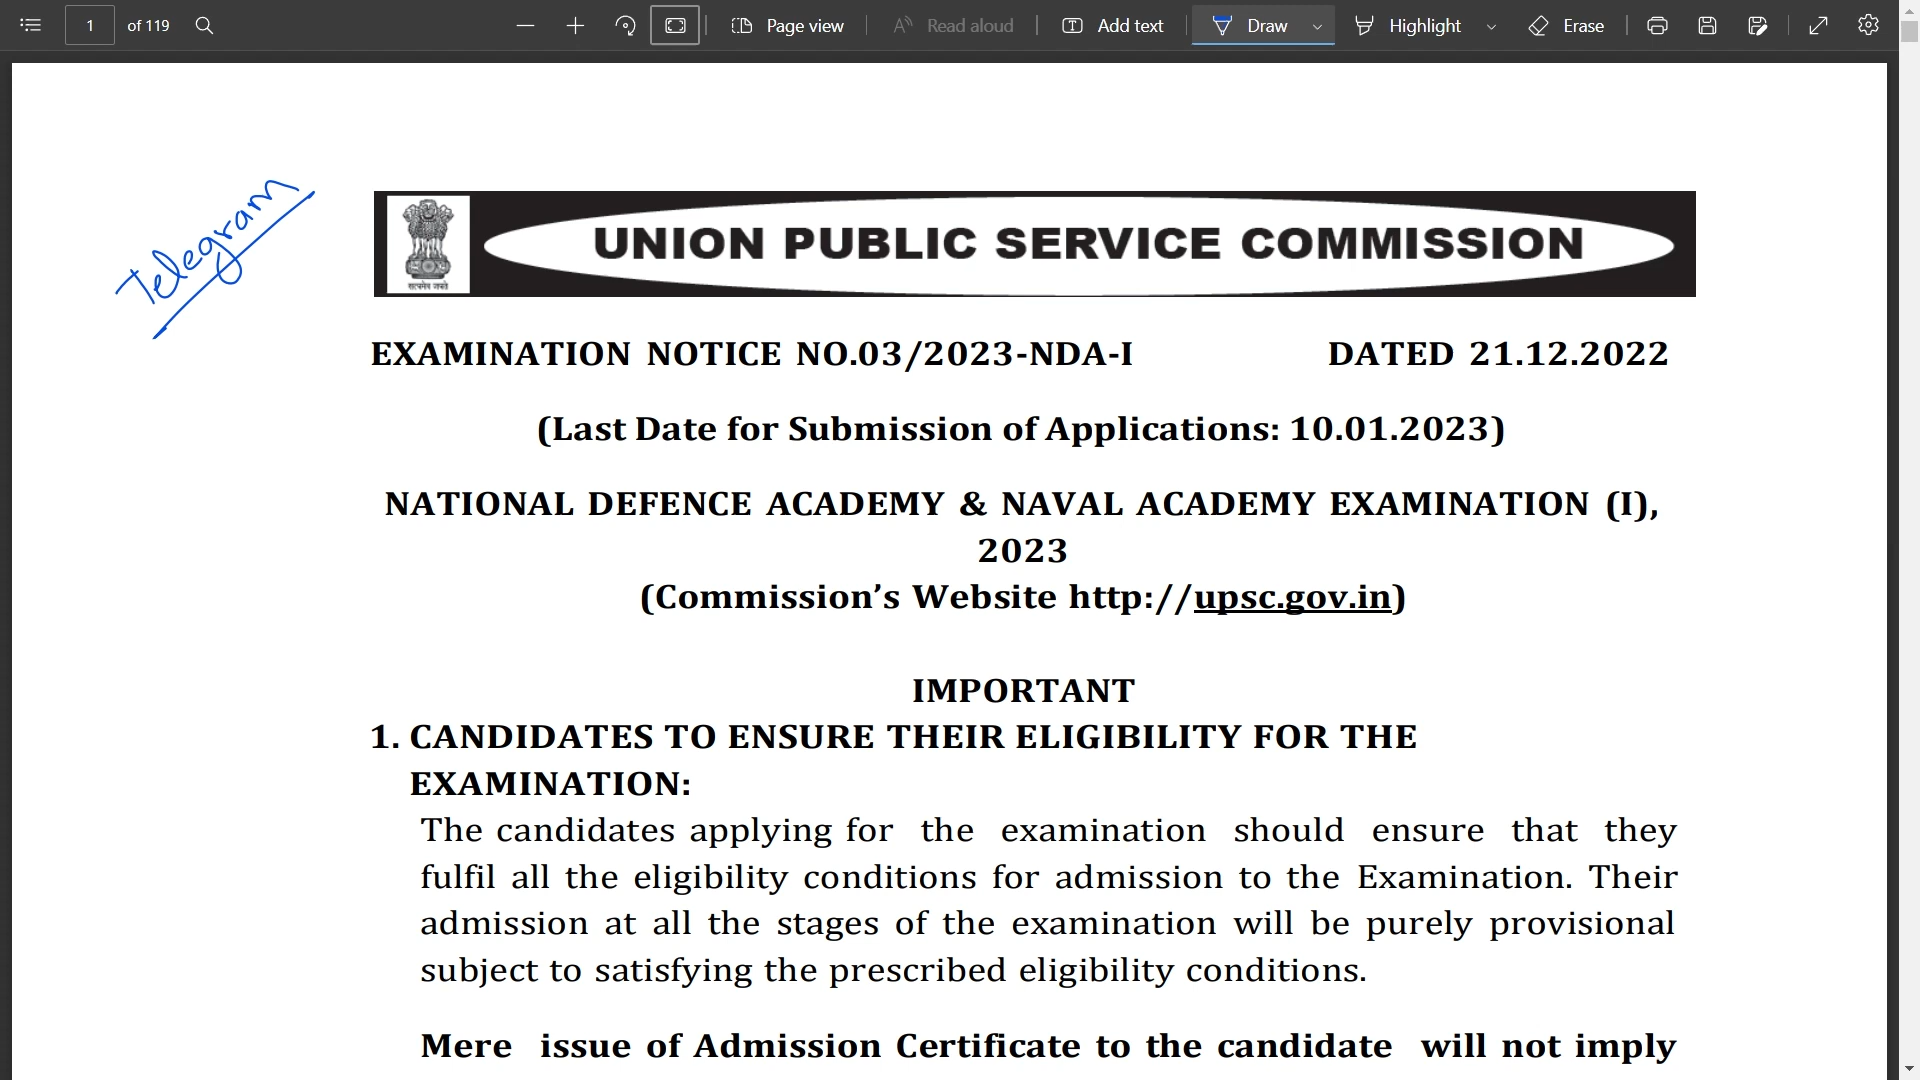 1 of 119 Page view Read aloud Add text Draw Highlight Erase
Telegram
सत्यमेव जयते
UNION PUBLIC SERVICE COMMISSION
EXAMINATION NOTICE NO.03/2023-NDA-I DATED 21.12.2022
(Last Date for Submission of Applications: 10.01.2023)
NATIONAL DEFENCE ACADEMY & NAVAL ACADEMY EXAMINATION (I),
2023
(Commission’s Website http://upsc.gov.in)
IMPORTANT
1. CANDIDATES TO ENSURE THEIR ELIGIBILITY FOR THE
EXAMINATION:
The candidates applying for the examination should ensure that they
fulfil all the eligibility conditions for admission to the Examination. Their
admission at all the stages of the examination will be purely provisional
subject to satisfying the prescribed eligibility conditions.
Mere issue of Admission Certificate to the candidate will not imply